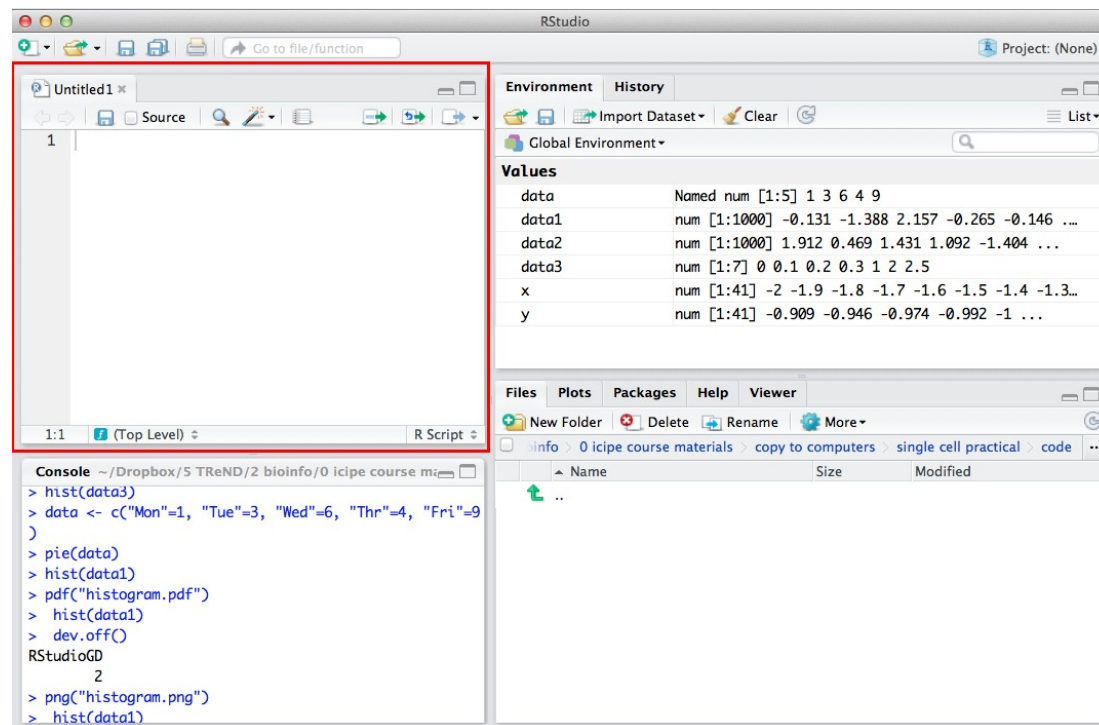 RStudio
Go to file/function
Project: (None)
Untitled1
Source
1
1:1 (Top Level) R Script
Environment History
Import Dataset Clear List
Global Environment
Values
data Named num [1:5] 1 3 6 4 9
data1 num [1:1000] -0.131 -1.388 2.157 -0.265 -0.146 ...
data2 num [1:1000] 1.912 0.469 1.431 1.092 -1.404 ...
data3 num [1:7] 0 0.1 0.2 0.3 1 2 2.5
x num [1:41] -2 -1.9 -1.8 -1.7 -1.6 -1.5 -1.4 -1.3…
y num [1:41] -0.909 -0.946 -0.974 -0.992 -1 ...
Console ~/Dropbox/5 TReND/2 bioinfo/0 icipe course
> hist(data3)
> data <- c("Mon"=1, "Tue"=3, "Wed"=6, "Thr"=4, "Fri"=9
)
> pie(data)
> hist(data1)
> pdf("histogram.pdf")
>  hist(data1)
>  dev.off()
RStudioGD
2
> png("histogram.png")
>  hist(data1)
Files Plots Packages Help Viewer
New Folder Delete Rename More
0 icipe course materials > copy to computers > single cell practical > code ...
Name Size Modified
..